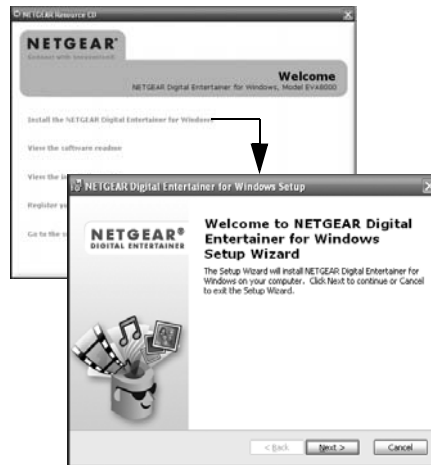 NETGEAR Resource CD
NETGEAR®
Connect with Innovation™
Welcome
NETGEAR Digital Entertainer for Windows, Model EVA8000
Install the NETGEAR Digital Entertainer for Windows
View the software readme
View the
Register
Go to the
NETGEAR Digital Entertainer for Windows Setup
NETGEAR®
DIGITAL ENTERTAINER
Welcome to NETGEAR Digital
Entertainer for Windows
Setup Wizard
The Setup Wizard will install NETGEAR Digital Entertainer for
Windows on your computer. Click Next to continue or Cancel
to exit the Setup Wizard.
< Back
Next >
Cancel